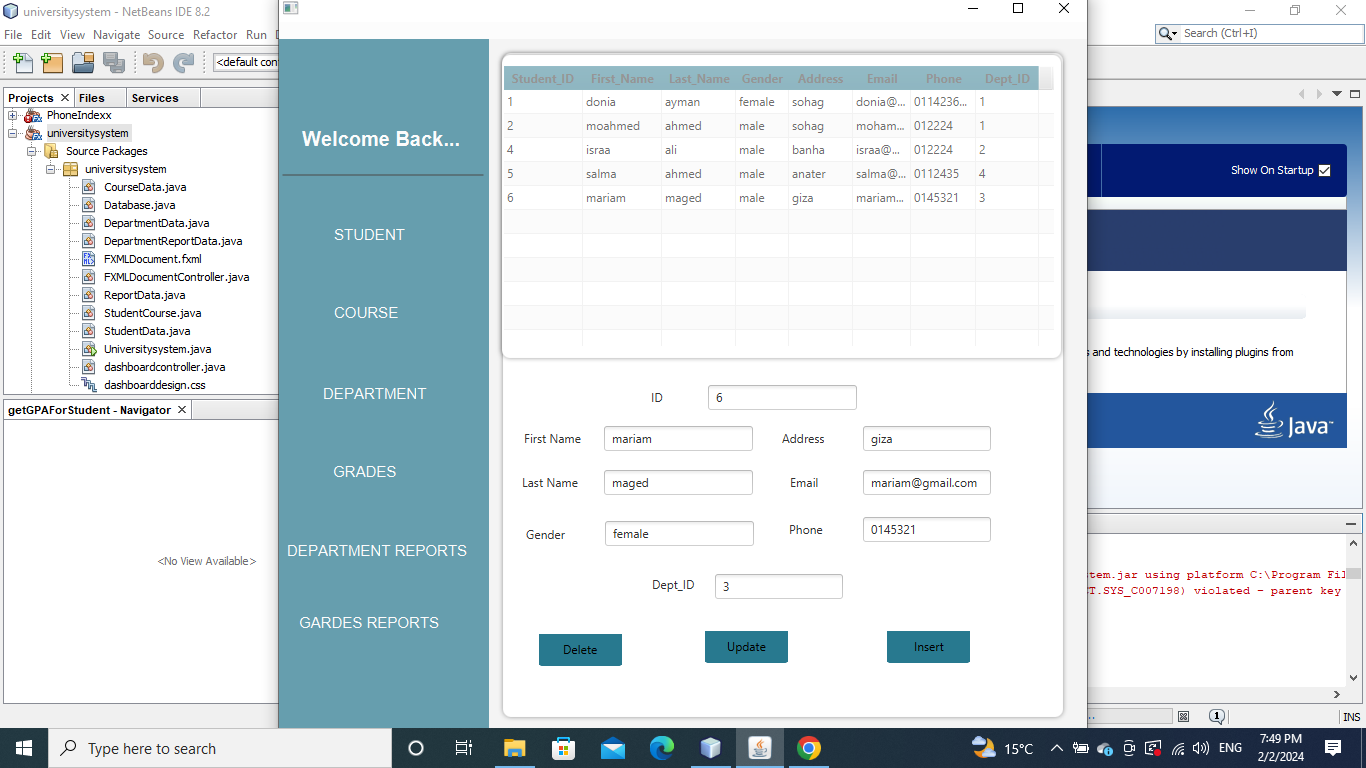 universitysystem - NetBeans IDE 8.2
File Edit View Navigate Source Refactor Run
Search (Ctrl+I)
<default con
Projects Files Services
PhoneIndexx
universitysystem
Source Packages
universitysystem
CourseData.java
Database.java
DepartmentData.java
DepartmentReportData.java
FXMLDocument.fxml
FXMLDocumentController.java
ReportData.java
StudentCourse.java
StudentData.java
Universitysystem.java
dashboardcontroller.java
dashboarddesign.css
getGPAForStudent - Navigator
<No View Available>
Welcome Back...
STUDENT
COURSE
DEPARTMENT
GRADES
DEPARTMENT REPORTS
GARDES REPORTS
Student_ID First_Name Last_Name Gender Address Email Phone Dept_ID
1 donia ayman female sohag donia@... 0114236... 1
2 moahmed ahmed male sohag moham... 012224 1
4 israa ali male banha israa@... 012224 2
5 salma ahmed male anater salma@... 0112435 4
6 mariam maged male giza mariam... 0145321 3
ID 6
First Name mariam Address giza
Last Name maged Email mariam@gmail.com
Gender female Phone 0145321
Dept_ID 3
Delete Update Insert
Show On Startup
s and technologies by installing plugins from
Java™
stem.jar using platform C:\Program Fil
CT.SYS_C007198) violated - parent key
1 INS
Type here to search
15°C ENG 7:49 PM
2/2/2024